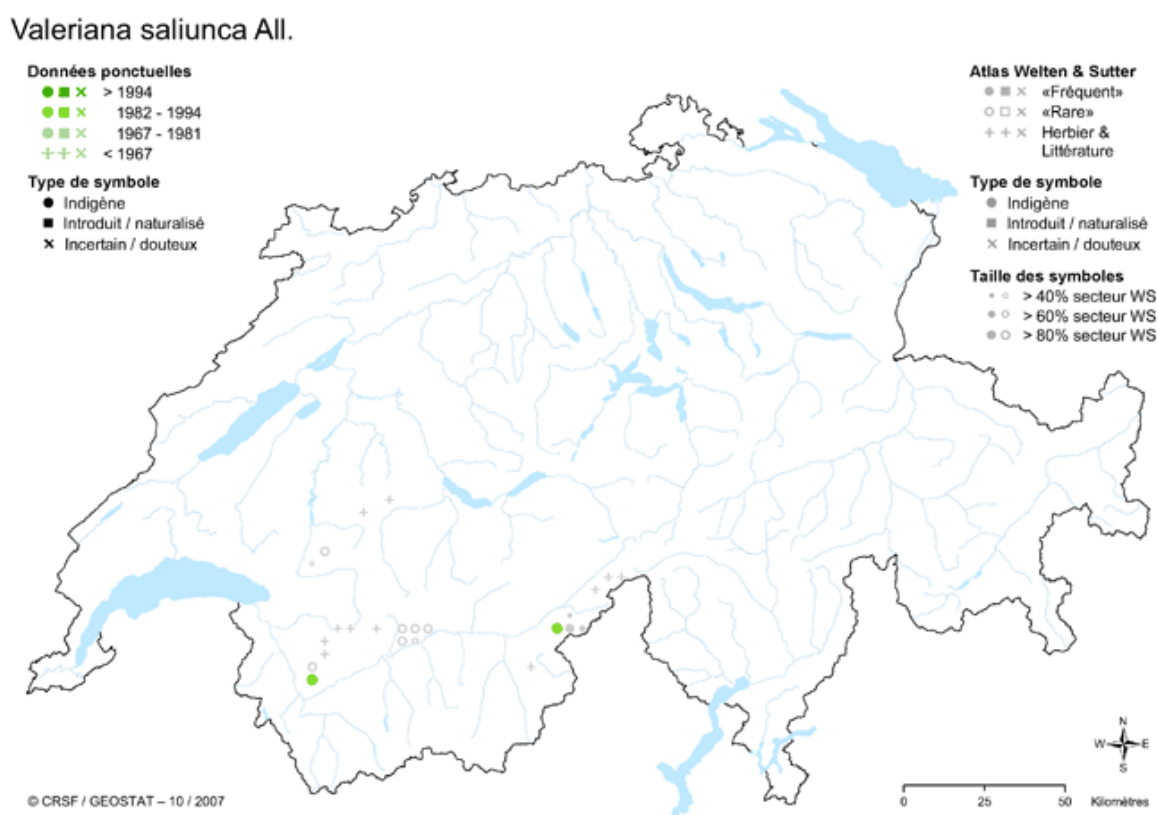 Valeriana saliunca All.
Données ponctuelles
> 1994
1982 - 1994
1967 - 1981
< 1967
Type de symbole
Indigène
Introduit / naturalisé
Incertain / douteux
Atlas Welten & Sutter
«Fréquent»
«Rare»
Herbier &
Littérature
Type de symbole
Indigène
Introduit / naturalisé
Incertain / douteux
Taille des symboles
> 40% secteur WS
> 60% secteur WS
> 80% secteur WS
N
W E
S
© CRSF / GEOSTAT – 10 / 2007
0 25 50 Kilomètres